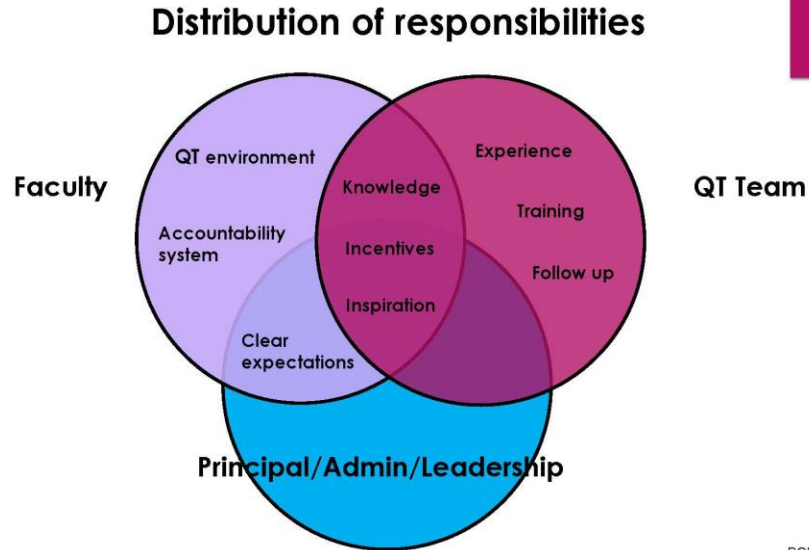 Distribution of responsibilities
Faculty
QT environment
Accountability
system
Clear
expectations
Knowledge
Incentives
Inspiration
Experience
Training
Follow up
QT Team
Principal/Admin/Leadership